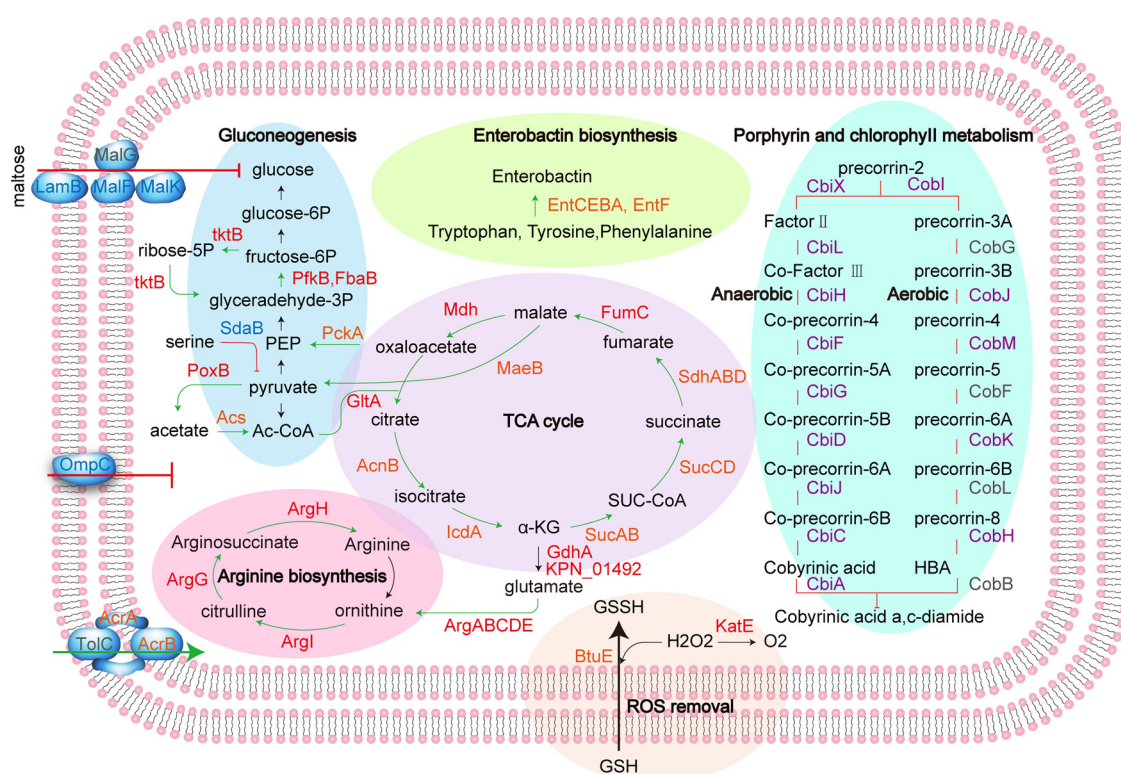 Gluconeogenesis
Enterobactin biosynthesis
Porphyrin and chlorophyll metabolism
maltose
MalG
LamB
MalF
MalK
glucose
glucose-6P
tktB
ribose-5P
fructose-6P
tktB
PfkB,FbaB
glyceradehyde-3P
SdaB
serine
PEP
PckA
PoxB
pyruvate
Acs
acetate
Ac-CoA
Enterobactin
EntCEBA, EntF
Tryptophan, Tyrosine,Phenylalanine
Mdh
malate
FumC
oxaloacetate
fumarate
MaeB
SdhABD
GltA
citrate
TCA cycle
succinate
AcnB
SucCD
isocitrate
SUC-CoA
IcdA
α-KG
SucAB
GdhA
KPN_01492
glutamate
ArgABCDE
OmpC
ArgH
Arginosuccinate
Arginine
ArgG
Arginine biosynthesis
citrulline
ornithine
ArgI
AcrA
TolC
AcrB
GSSH
KatE
BtuE
H2O2
O2
ROS removal
GSH
precorrin-2
CbiX
CobI
Factor Ⅱ
precorrin-3A
CbiL
CobG
Co-Factor Ⅲ
precorrin-3B
Anaerobic
CbiH
Aerobic
CobJ
Co-precorrin-4
precorrin-4
CbiF
CobM
Co-precorrin-5A
precorrin-5
CbiG
CobF
Co-precorrin-5B
precorrin-6A
CbiD
CobK
Co-precorrin-6A
precorrin-6B
CbiJ
CobL
Co-precorrin-6B
precorrin-8
CbiC
CobH
Cobyrinic acid
HBA
CbiA
CobB
Cobyrinic acid a,c-diamide